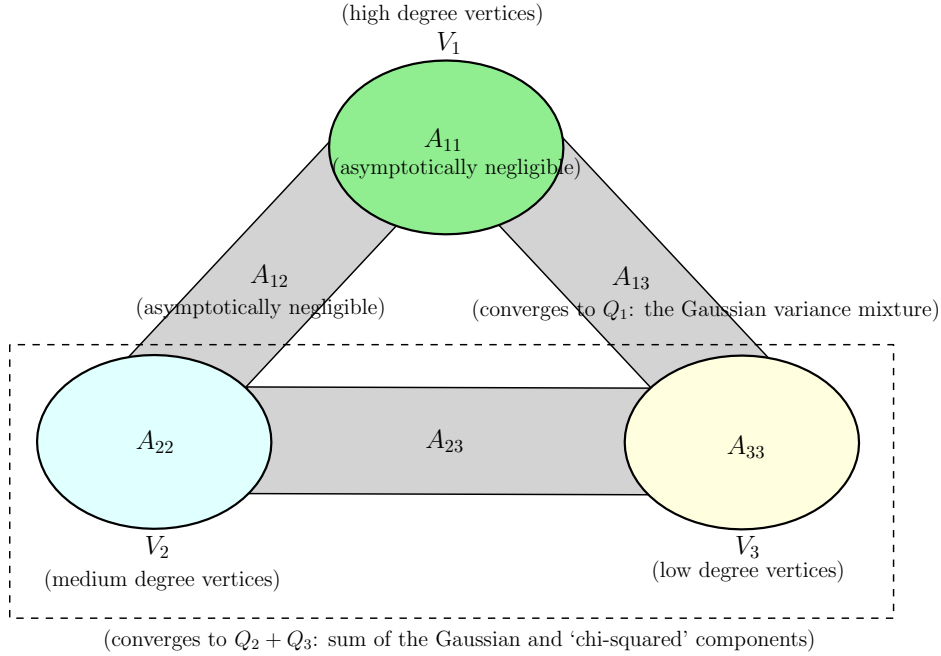 (high degree vertices)
V₁
A₁₁
(asymptotically negligible)
A₁₂
(asymptotically negligible)
A₁₃
(converges to Q₁: the Gaussian variance mixture)
A₂₂
A₂₃
A₃₃
V₂
(medium degree vertices)
V₃
(low degree vertices)
(converges to Q₂ + Q₃: sum of the Gaussian and ‘chi-squared’ components)